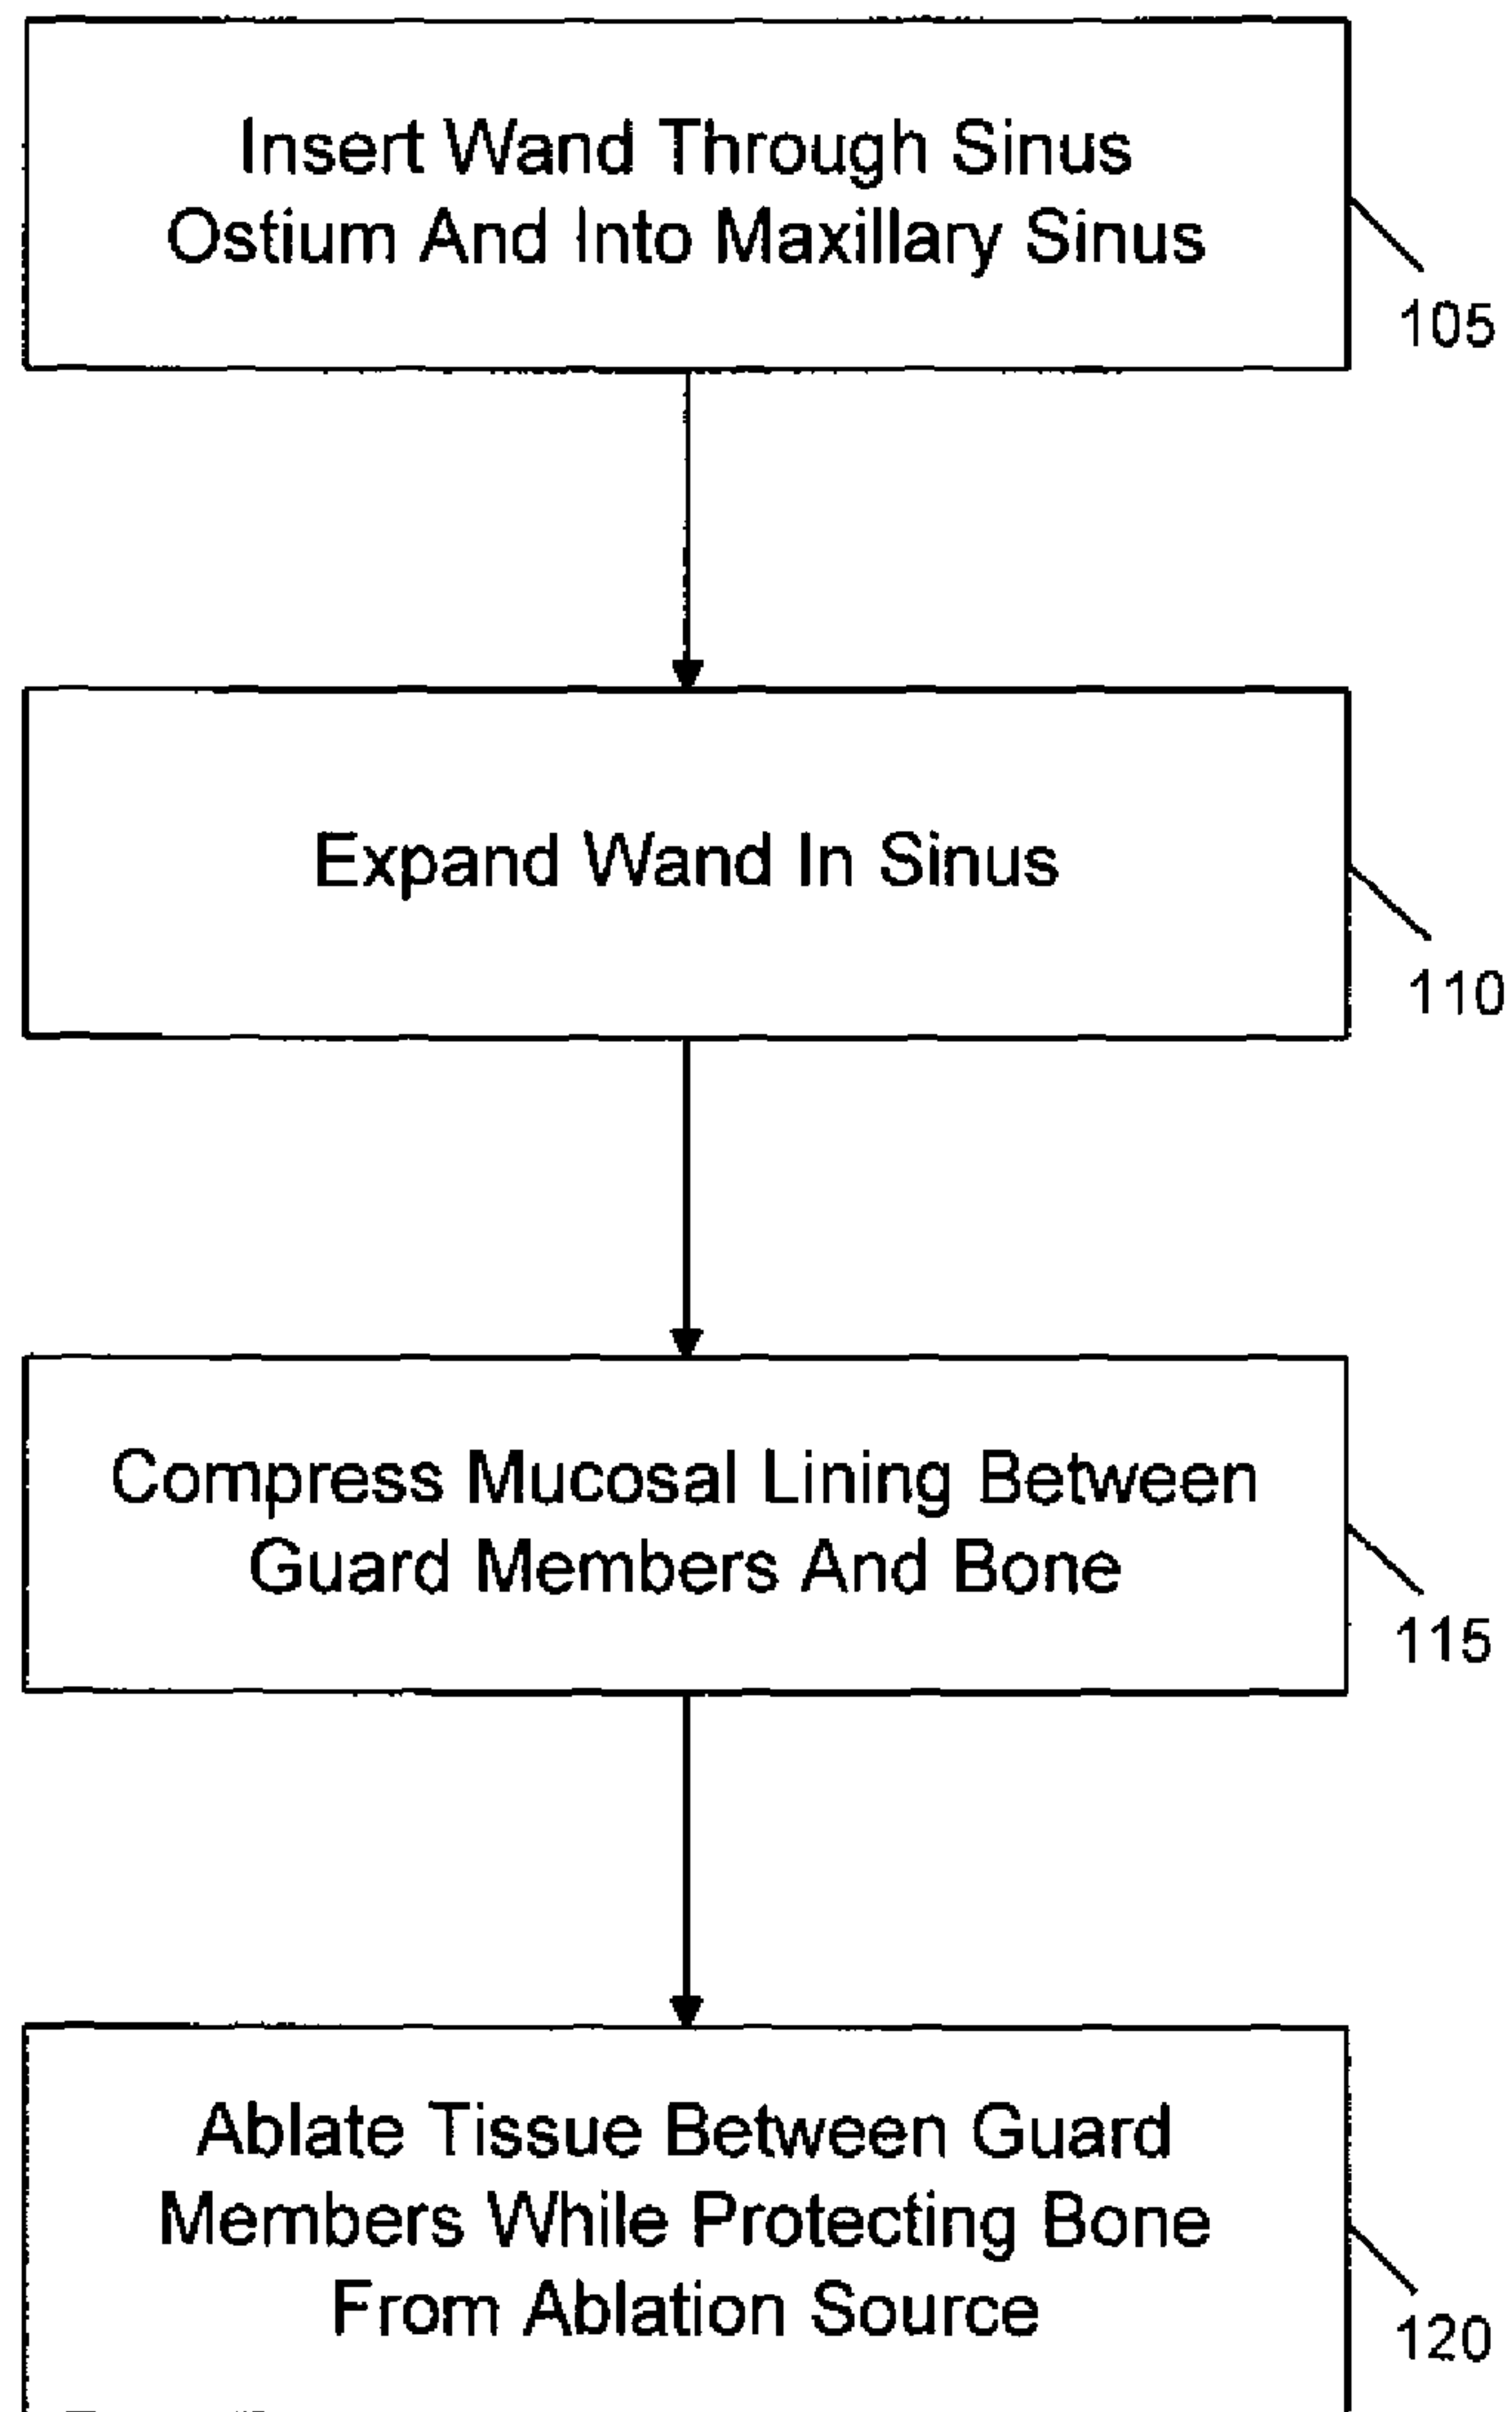 Insert Wand Through Sinus
Ostium And Into Maxillary Sinus
105
Expand Wand In Sinus
110
Compress Mucosal Lining Between
Guard Members And Bone
115
Ablate Tissue Between Guard
Members While Protecting Bone
From Ablation Source
120